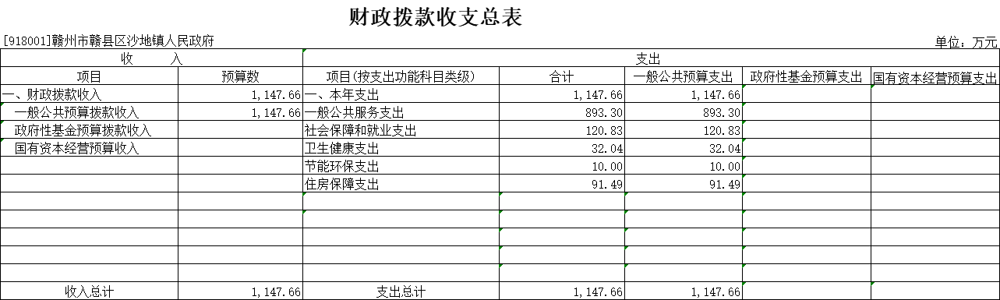 财政拨款收支总表
[918001]赣州市赣县区沙地镇人民政府 单位：万元
收 入 支出
项目 预算数 项目(按支出功能科目类级) 合计 一般公共预算支出 政府性基金预算支出 国有资本经营预算支出
一、财政拨款收入 1,147.66 一、本年支出 1,147.66 1,147.66
一般公共预算拨款收入 1,147.66 一般公共服务支出 893.30 893.30
政府性基金预算拨款收入 社会保障和就业支出 120.83 120.83
国有资本经营预算收入 卫生健康支出 32.04 32.04
节能环保支出 10.00 10.00
住房保障支出 91.49 91.49
收入总计 1,147.66 支出总计 1,147.66 1,147.66